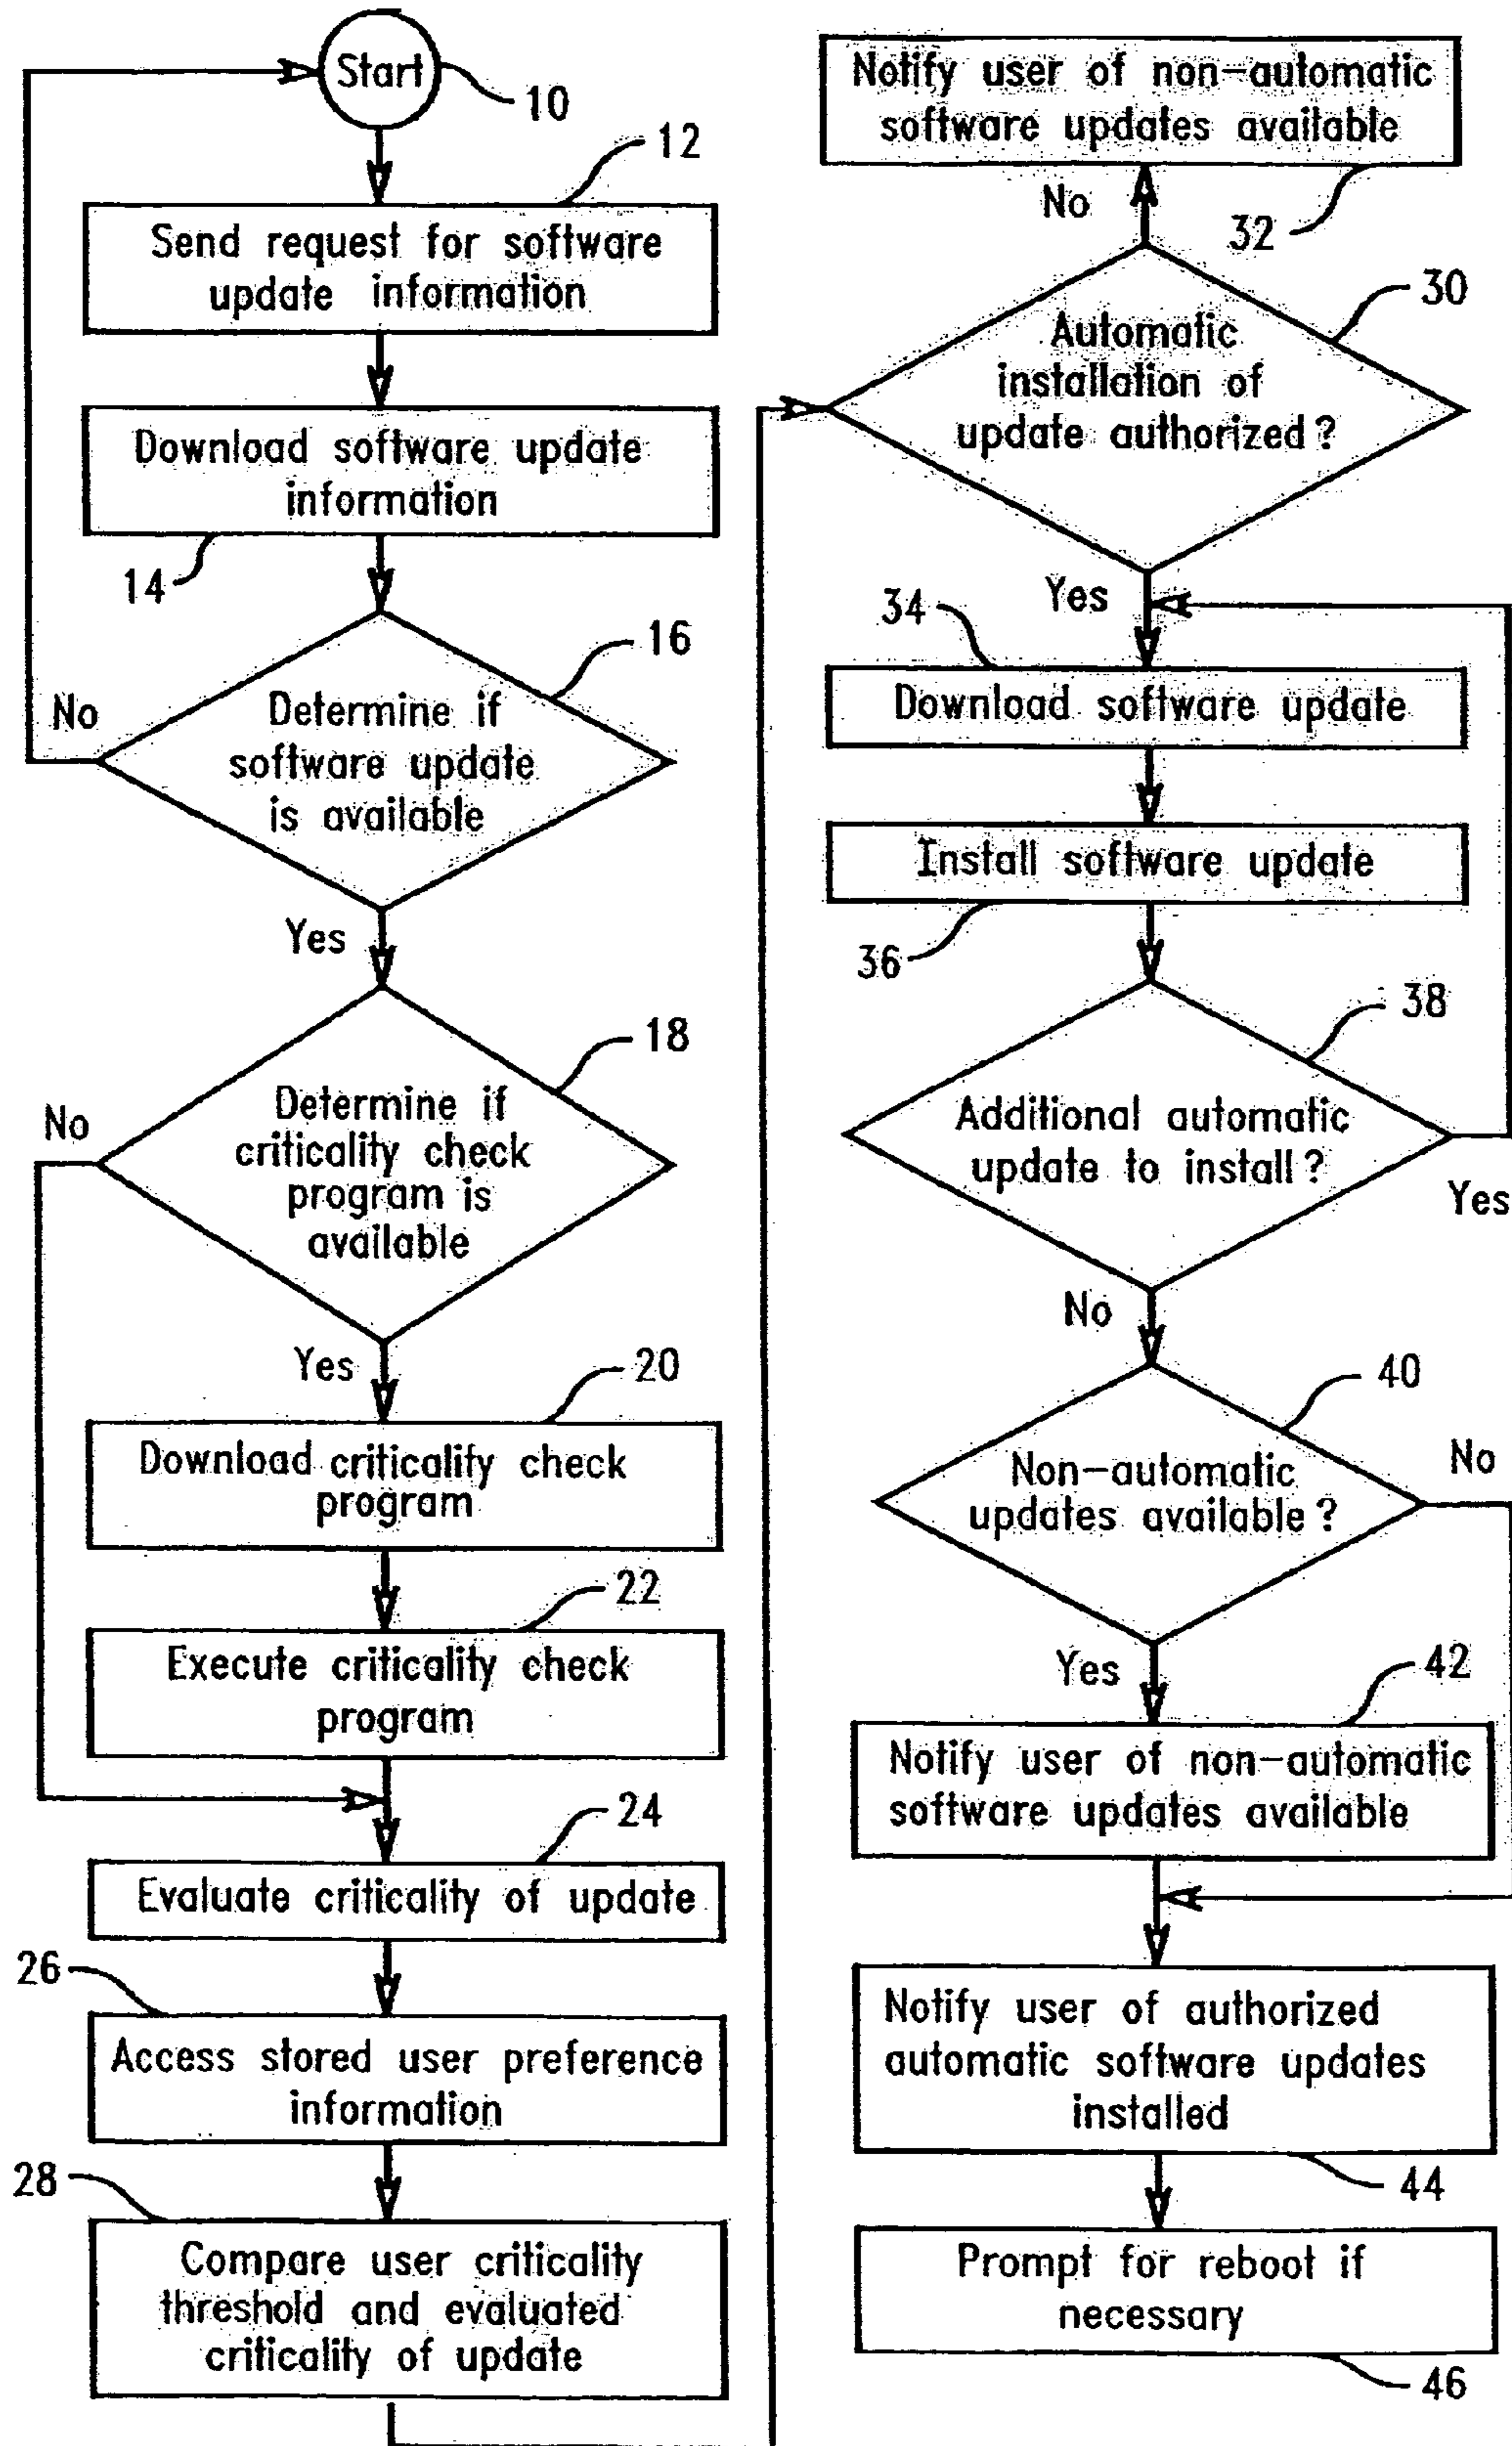 Start
10
12
Send request for software
update information
Download software update
information
14
16
Determine if
software update
is available
No
Yes
18
Determine if
criticality check
program is
available
No
Yes
20
Download criticality check
program
22
Execute criticality check
program
24
Evaluate criticality of update
26
Access stored user preference
information
28
Compare user criticality
threshold and evaluated
criticality of update
Notify user of non-automatic
software updates available
No
32
30
Automatic
installation of
update authorized?
Yes
34
Download software update
Install software update
36
38
Additional automatic
update to install?
Yes
No
40
Non-automatic
updates available?
No
Yes
42
Notify user of non-automatic
software updates available
Notify user of authorized
automatic software updates
installed
44
Prompt for reboot if
necessary
46